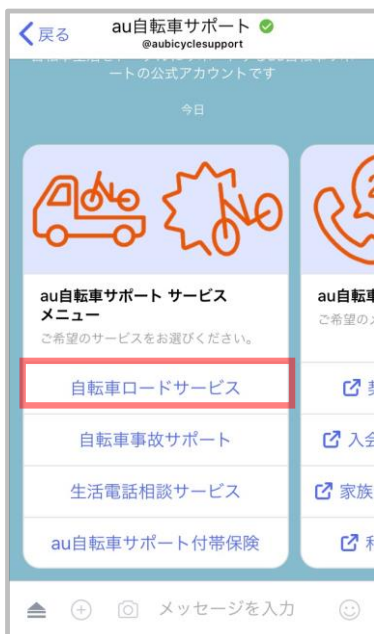 戻る
au自転車サポート
@aubicyclesupport
ートの公式アカウントです
今日
au自転車サポート サービス
メニュー
ご希望のサービスをお選びください。
自転車ロードサービス
自転車事故サポート
生活電話相談サービス
au自転車サポート付帯保険
au自転車
ご希望の
入会
家族
メッセージを入力